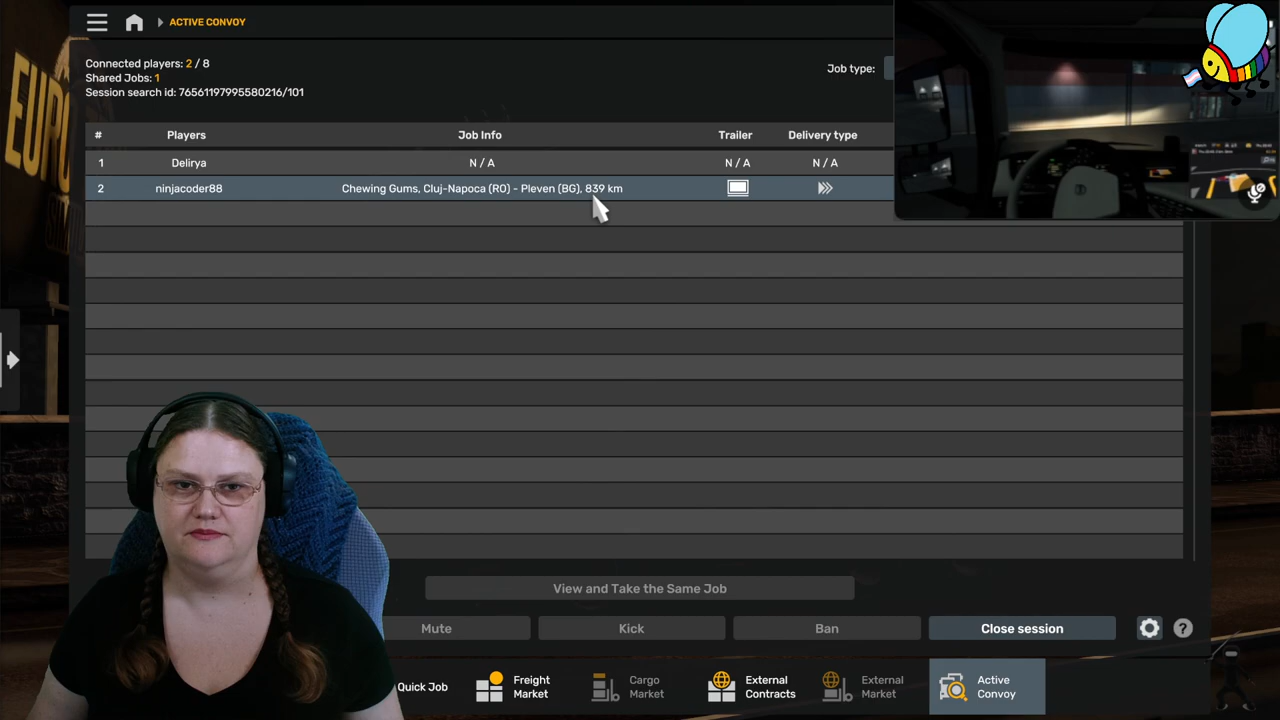 ACTIVE CONVOY
Connected players: 2 / 8
Shared Jobs: 1
Session search id: 76561197995580216/101
Job type:
# Players Job Info Trailer Delivery type
1 Delirya N / A N / A N / A
2 ninjacoder88 Chewing Gums, Cluj-Napoca (RO) - Pleven (BG), 839 km
View and Take the Same Job
Mute Kick Ban Close session ?
Quick Job
Freight Market
Cargo Market
External Contracts
External Market
Active Convoy